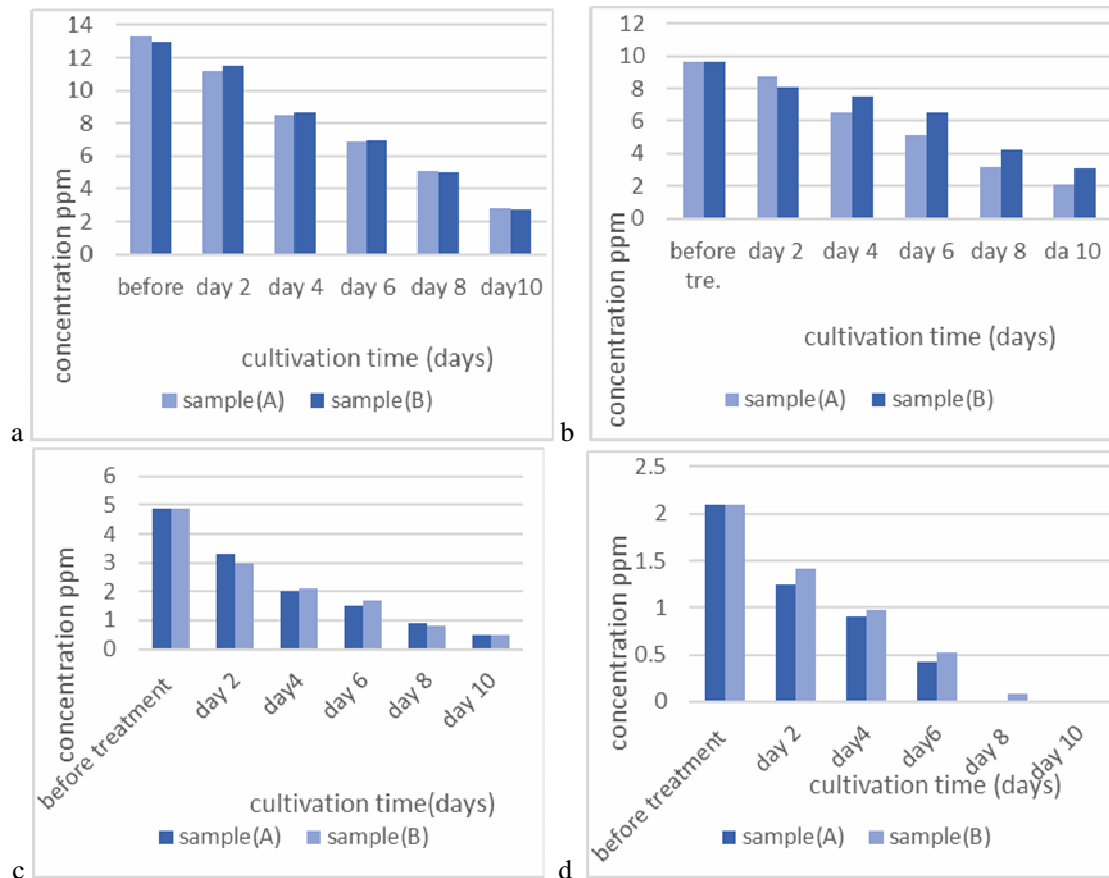 14
12
10
8
6
4
2
0
concentration ppm
before day 2 day 4 day 6 day 8 day10
cultivation time (days)
sample(A) sample(B)
a
12
10
8
6
4
2
0
concentration ppm
before tre. day 2 day 4 day 6 day 8 da 10
cultivation time (days)
sample(A) sample(B)
b
6
5
4
3
2
1
0
concentration ppm
before treatment day 2 day4 day 6 day 8 day 10
cultivation time(days)
sample(A) sample(B)
c
2.5
2
1.5
1
0.5
0
concentration ppm
before treatment day 2 day4 day6 day 8 day 10
cultivation time (days)
sample(A) sample(B)
d